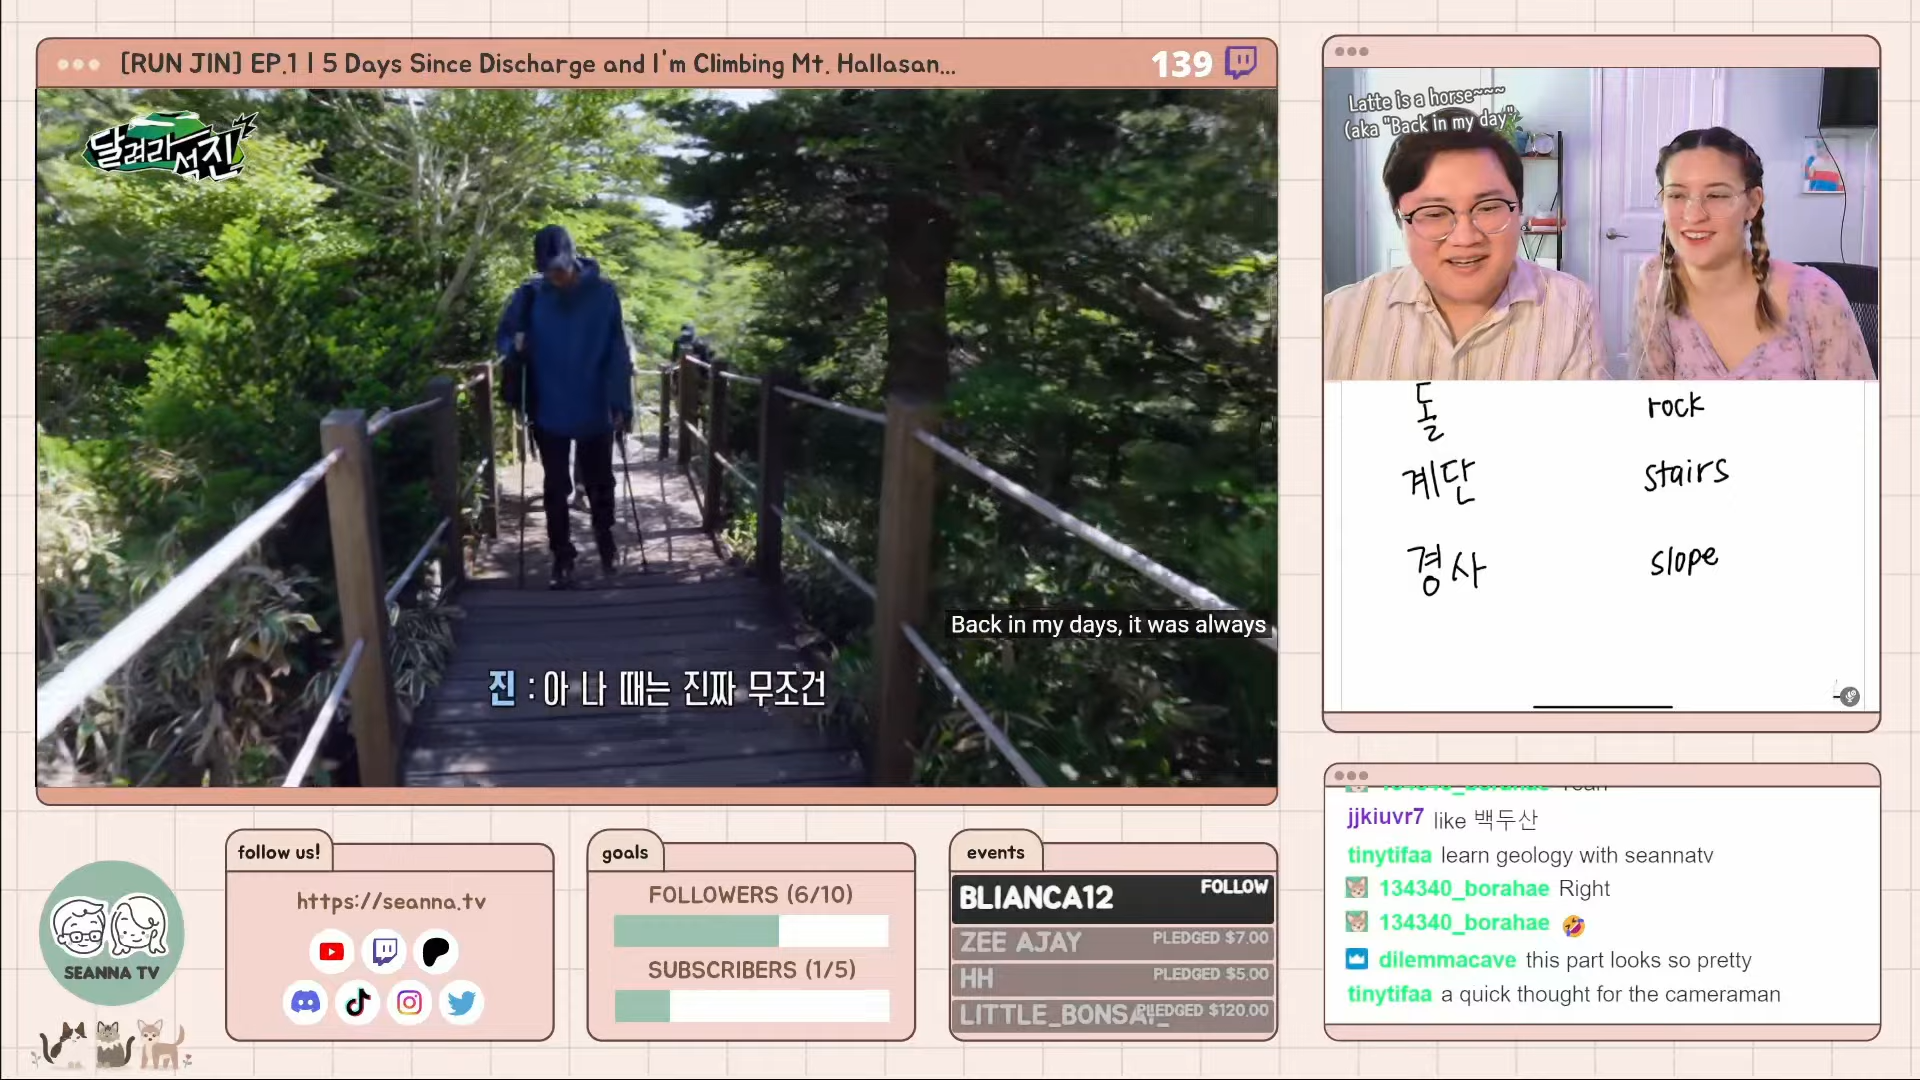 [RUN JIN] EP.1 | 5 Days Since Discharge and I'm Climbing Mt. Hallasan...
139
달려라 석진
Back in my days, it was always
진 : 아 나 때는 진짜 무조건
Latte is a horse~~~
(aka "Back in my day")
돌 rock
계단 stairs
경사 slope
follow us!
https://seanna.tv
SEANNA TV
goals
FOLLOWERS (6/10)
SUBSCRIBERS (1/5)
events
BLIANCA12 FOLLOW
ZEE AJAY PLEDGED $7.00
HH PLEDGED $5.00
PLEDGED $120.00
jjkiuvr7 like 백두산
tinytifaa learn geology with seannatv
134340_borahae Right
134340_borahae 🤣
dilemmacave this part looks so pretty
tinytifaa a quick thought for the cameraman